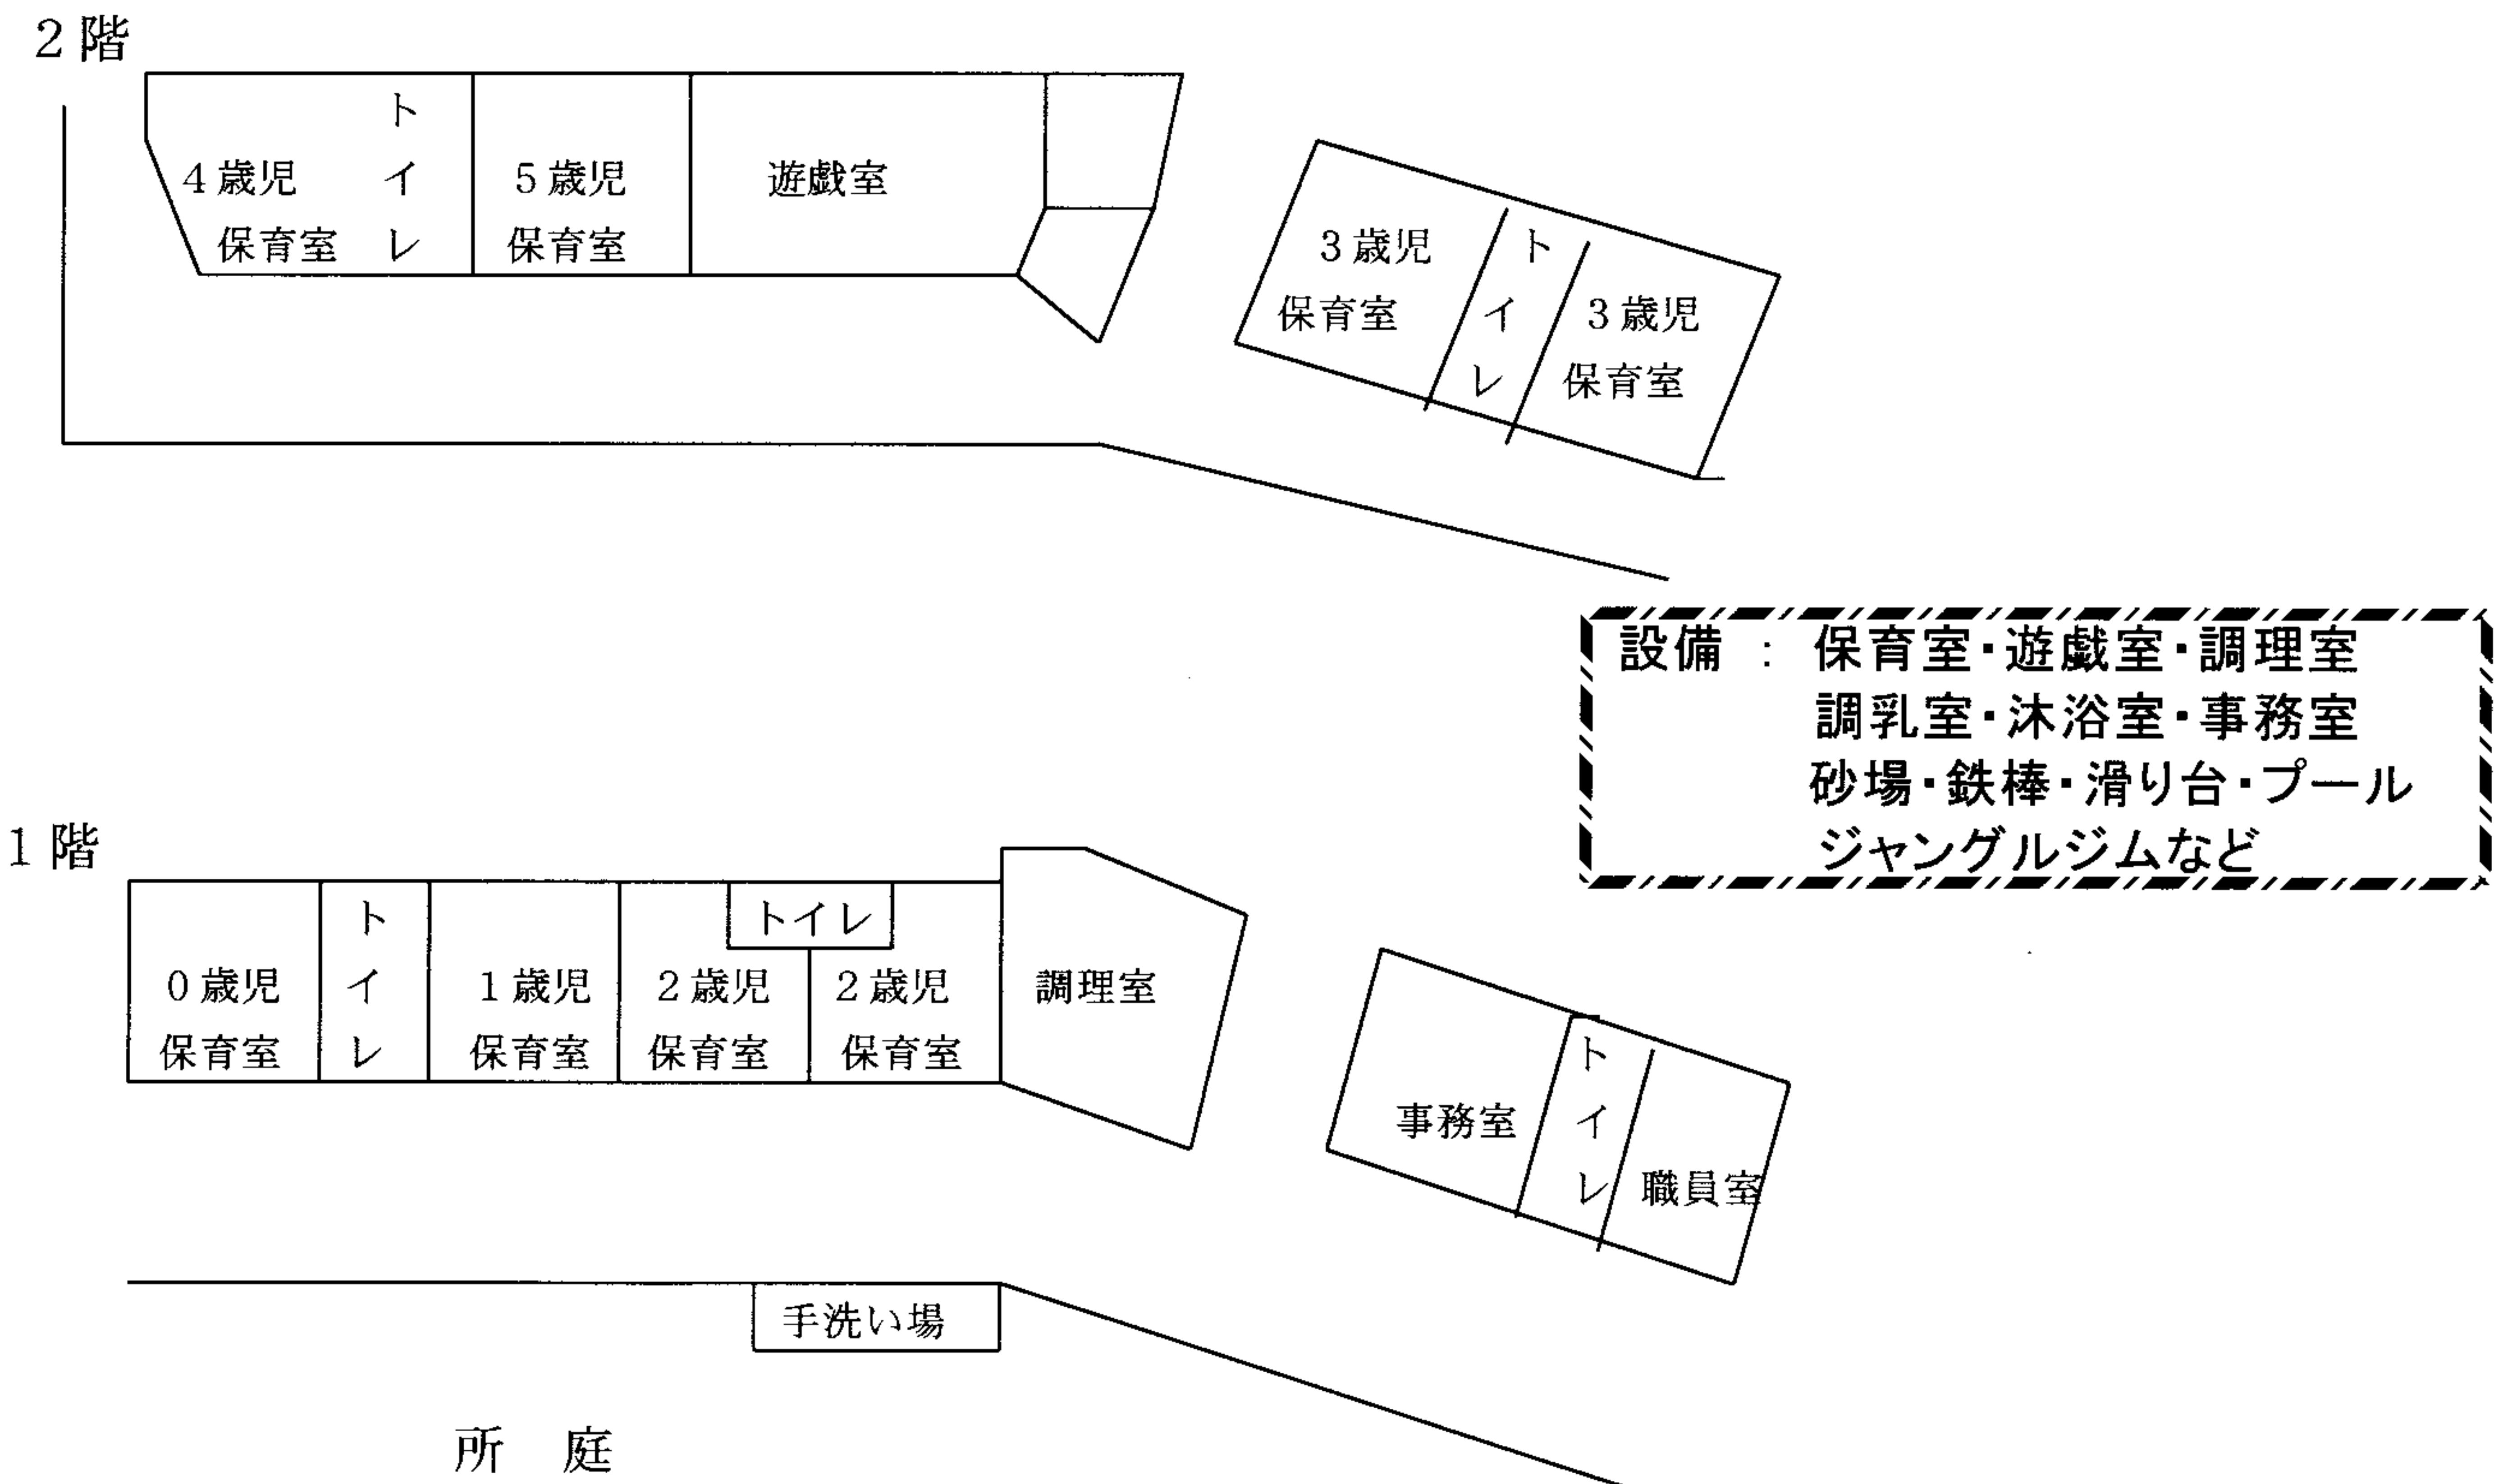 2階
4歳児
保育室
トイレ
5歳児
保育室
遊戯室
3歳児
保育室
トイレ
3歳児
保育室
設備 : 保育室・遊戯室・調理室
調乳室・沐浴室・事務室
砂場・鉄棒・滑り台・プール
ジャングルジムなど
1階
0歳児
保育室
トイレ
1歳児
保育室
トイレ
2歳児
保育室
2歳児
保育室
調理室
事務室
トイレ
職員室
手洗い場
所 庭